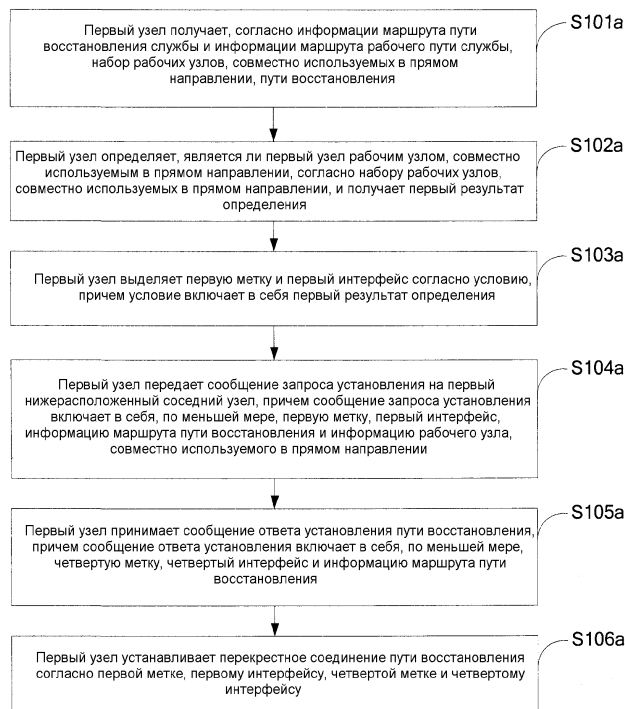 Первый узел получает, согласно информации маршрута пути
восстановления службы и информации маршрута рабочего пути службы,
набор рабочих узлов, совместно используемых в прямом
направлении, пути восстановления
S101a
Первый узел определяет, является ли первый узел рабочим узлом, совместно
используемым в прямом направлении, согласно набору рабочих узлов,
совместно используемых в прямом направлении, и получает первый результат
определения
S102a
Первый узел выделяет первую метку и первый интерфейс согласно условию,
причем условие включает в себя первый результат определения
S103a
Первый узел передает сообщение запроса установления на первый
нижерасположенный соседний узел, причем сообщение запроса установления
включает в себя, по меньшей мере, первую метку, первый интерфейс,
информацию маршрута пути восстановления и информацию рабочего узла,
совместно используемого в прямом направлении
S104a
Первый узел принимает сообщение ответа установления пути восстановления,
причем сообщение ответа установления включает в себя, по меньшей мере,
четвертую метку, четвертый интерфейс и информацию маршрута пути
восстановления
S105a
Первый узел устанавливает перекрестное соединение пути восстановления
согласно первой метке, первому интерфейсу, четвертой метке и четвертому
интерфейсу
S106a